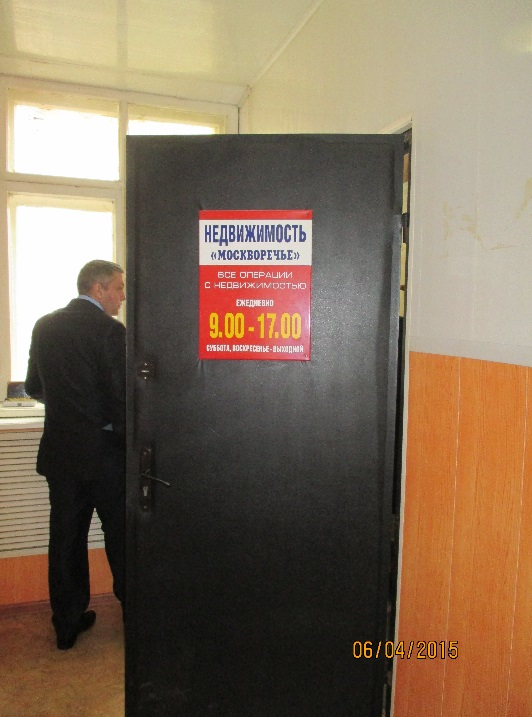 НЕДВИЖИМОСТЬ
«МОСКВОРЕЧЬЕ»
ВСЕ ОПЕРАЦИИ
С НЕДВИЖИМОСТЬЮ
ЕЖЕДНЕВНО
9.00 - 17.00
СУББОТА, ВОСКРЕСЕНЬЕ - ВЫХОДНОЙ
06/04/2015